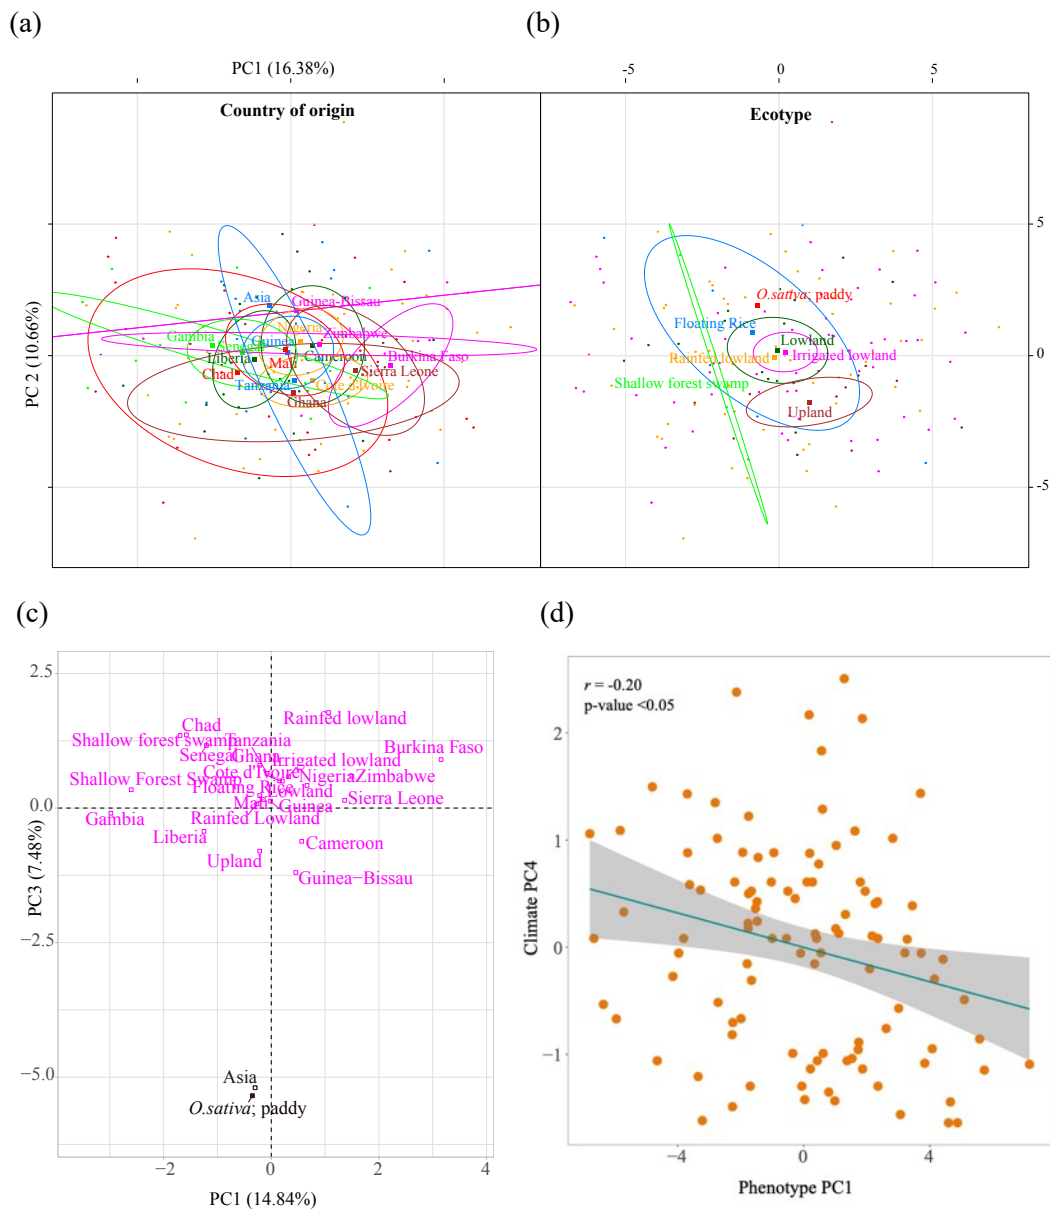 (a)
(b)
PC1 (16.38%)
-5
0
5
Country of origin
Ecotype
PC 2 (10.66%)
5
0
-5
Asia
Guinea-Bissau
Nigeria
Zimbabwe
Guinea
Gambia
Senegal
Liberia
Mali
Cameroon
Burkina Faso
Sierra Leone
Chad
Tanzania
Cote d'Ivoire
Ghana
O.sativa; paddy
Floating Rice
Lowland
Rainfed lowland
Irrigated lowland
Shallow forest swamp
Upland
(c)
(d)
2.5
0.0
−2.5
−5.0
PC3 (7.48%)
Chad
Rainfed lowland
Shallow forest swamp
Tanzania
Senegal
Ghana
Irrigated lowland
Burkina Faso
Cote d'Ivoire
Nigeria
Zimbabwe
Shallow Forest Swamp
Floating Rice
Lowland
Mali
Guinea
Sierra Leone
Gambia
Rainfed Lowland
Liberia
Cameroon
Upland
Guinea−Bissau
Asia
O.sativa; paddy
−2
0
2
4
PC1 (14.84%)
r = -0.20
p-value <0.05
2
1
0
−1
Climate PC4
−4
0
4
Phenotype PC1